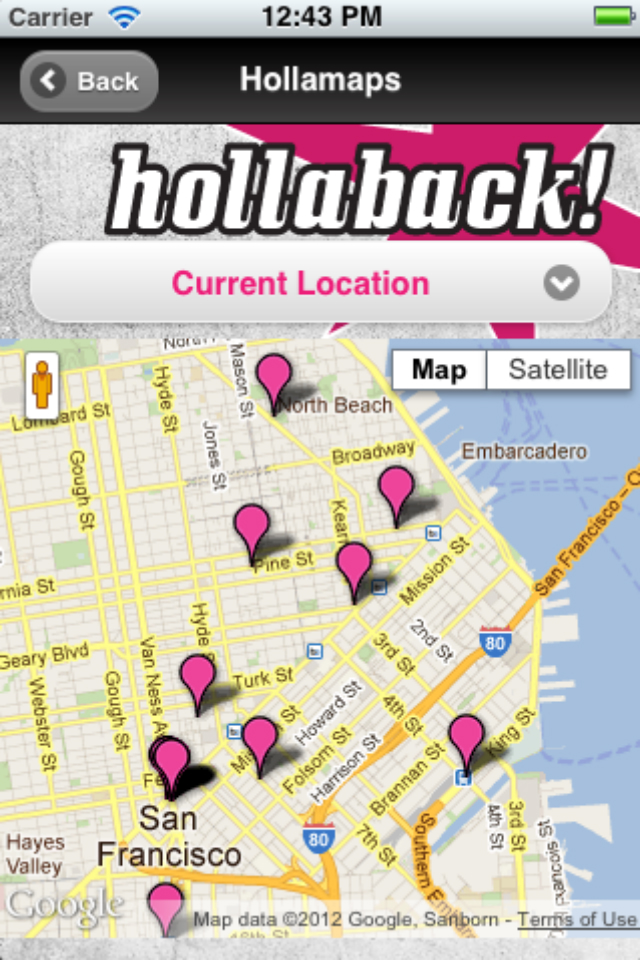 Carrier 12:43 PM
Back Hollamaps
hollaback!
Current Location
Map Satellite
Mason St
North Beach
Lombard St
Hyde St
Jones St
Broadway
Embarcadero
Gough St
Pine St
Mission St
San Francisco – O
rnia St
Hyde
2nd St
80
Geary Blvd
3rd St
Van Ness Av
Turk St
Webster St
Gough St
Howard St
4th St
King St
Folsom St
Harrison St
Brannan St
San
Francisco
80
7th St
4th St
3rd St
Hayes
Valley
Google
Map data ©2012 Google, Sanborn - Terms of Use